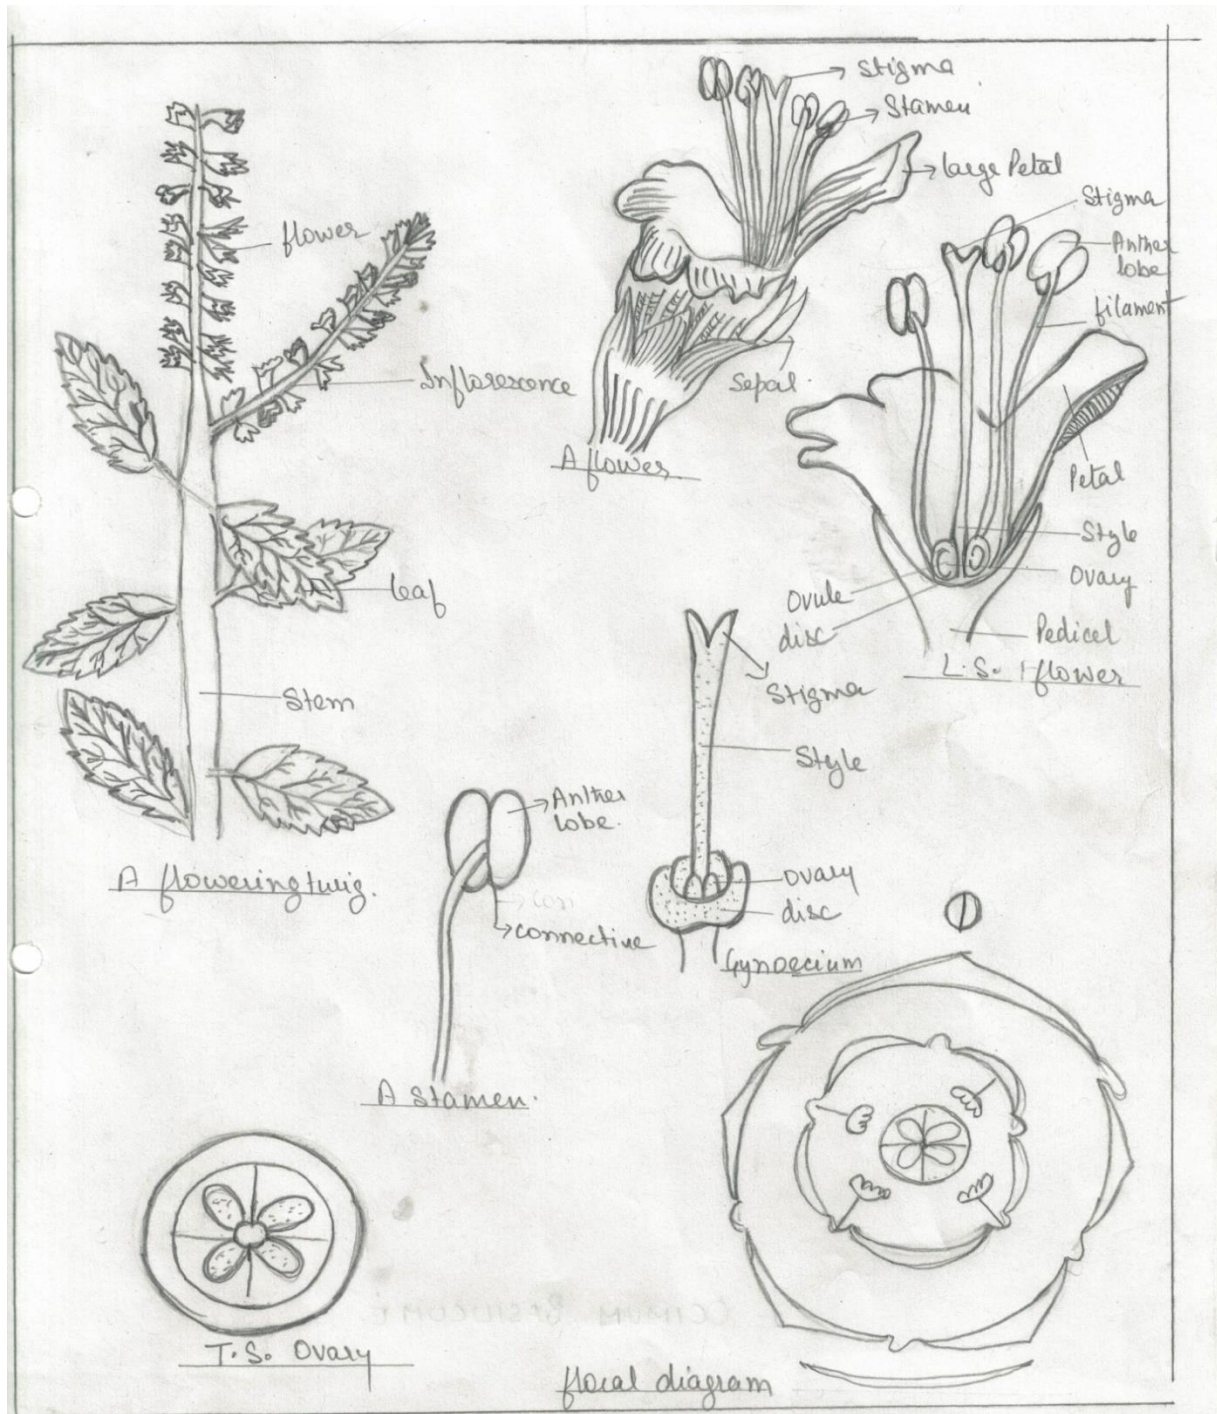 Stigma
Stamen
large Petal
flower
Inflorescence
Sepal
A flower
Stigma
Anther
lobe
filament
Petal
Style
Ovary
Ovule
disc
Pedicel
L.S. flower
leaf
Stem
A flowering twig.
Stigma
Style
Ovary
disc
Gynoecium
Anther
lobe.
con
connective
A Stamen.
T.S. Ovary
floral diagram